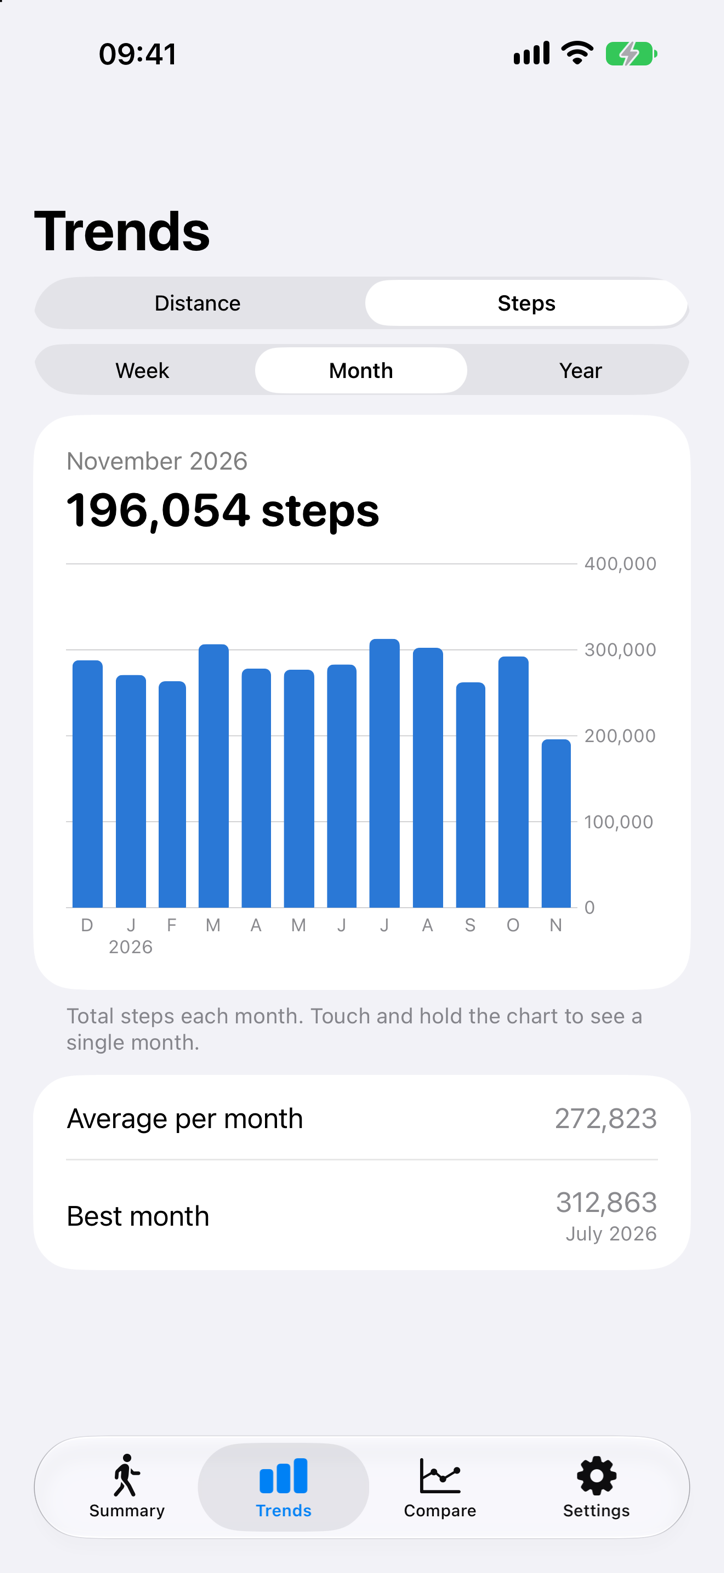 09:41
Trends
Distance
Steps
Week
Month
Year
November 2026
196,054 steps
400,000
300,000
200,000
100,000
0
D J F M A M J J A S O N
2026
Total steps each month. Touch and hold the chart to see a
single month.
Average per month
272,823
Best month
312,863
July 2026
Summary
Trends
Compare
Settings